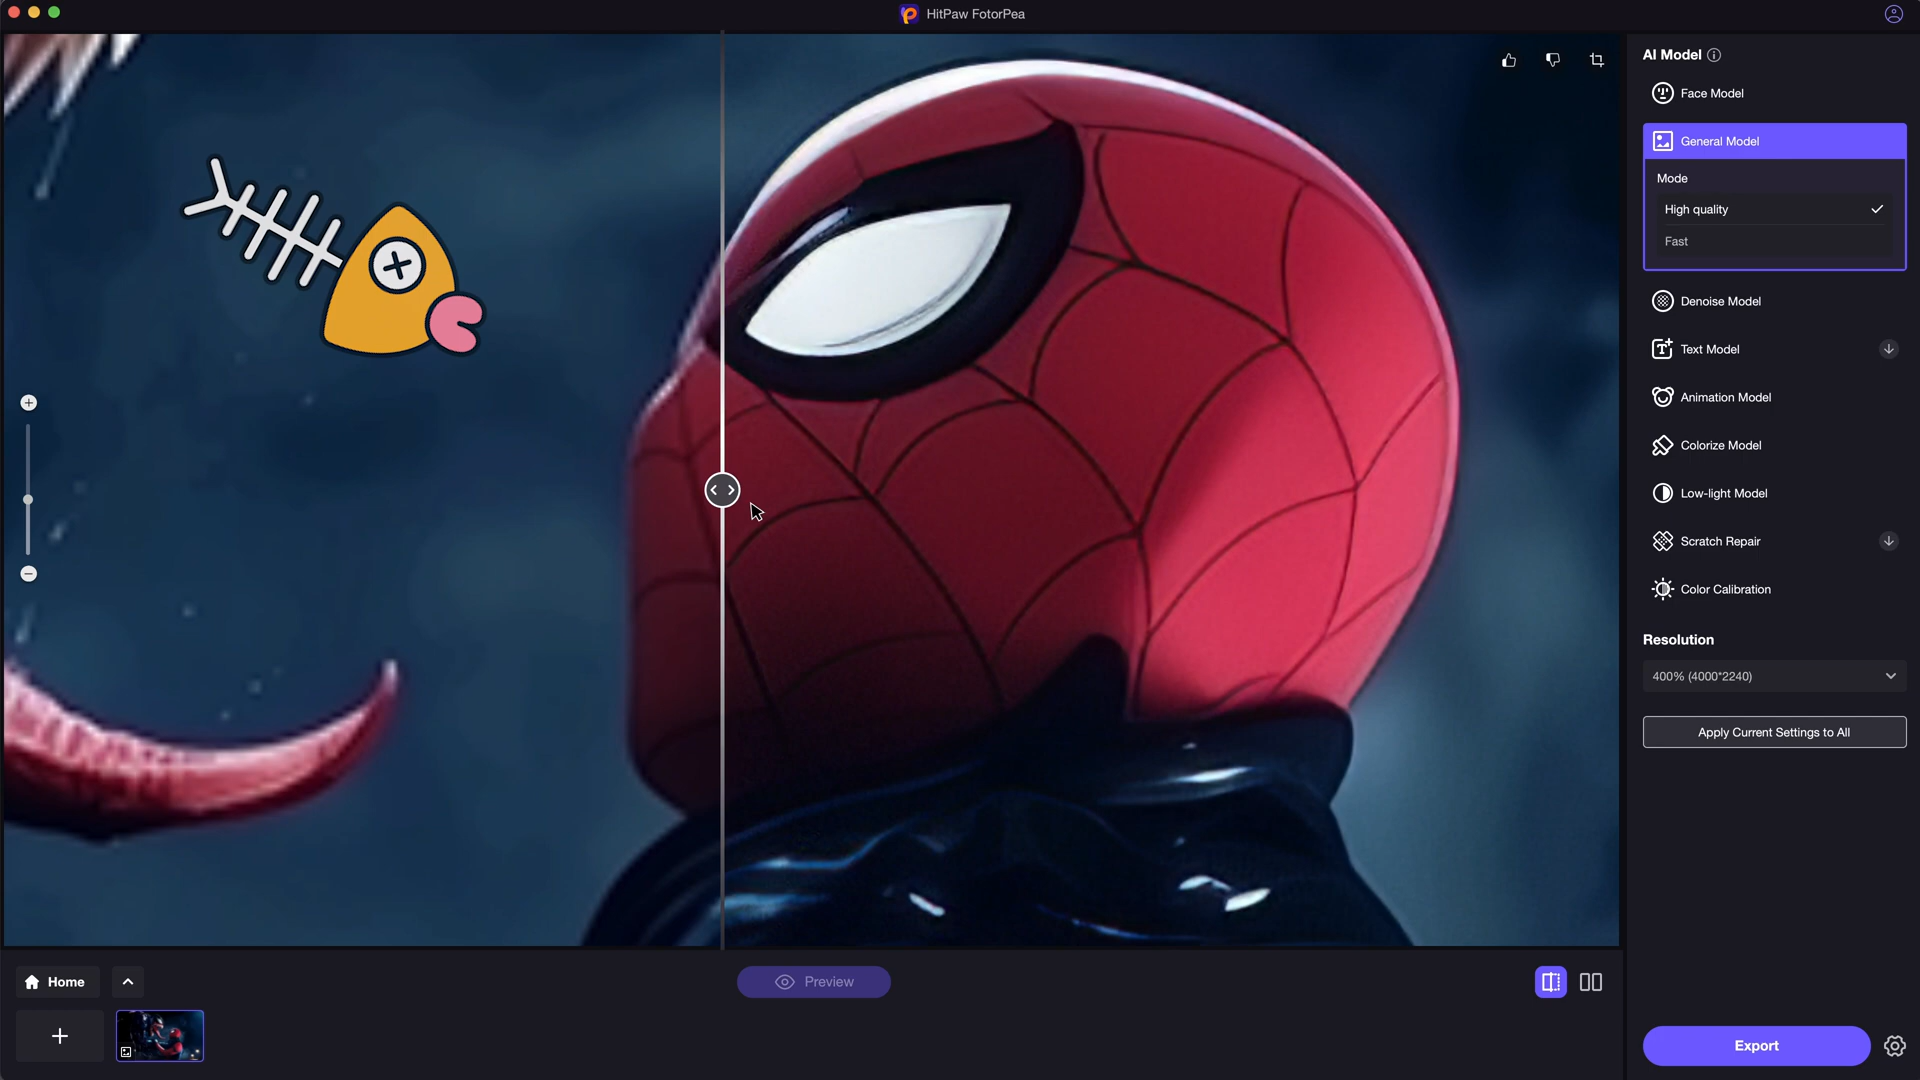 HitPaw FotorPea
AI Model
Face Model
General Model
Mode
High quality
Fast
Denoise Model
Text Model
Animation Model
Colorize Model
Low-light Model
Scratch Repair
Color Calibration
Resolution
400% (4000*2240)
Apply Current Settings to All
Home
Preview
Export